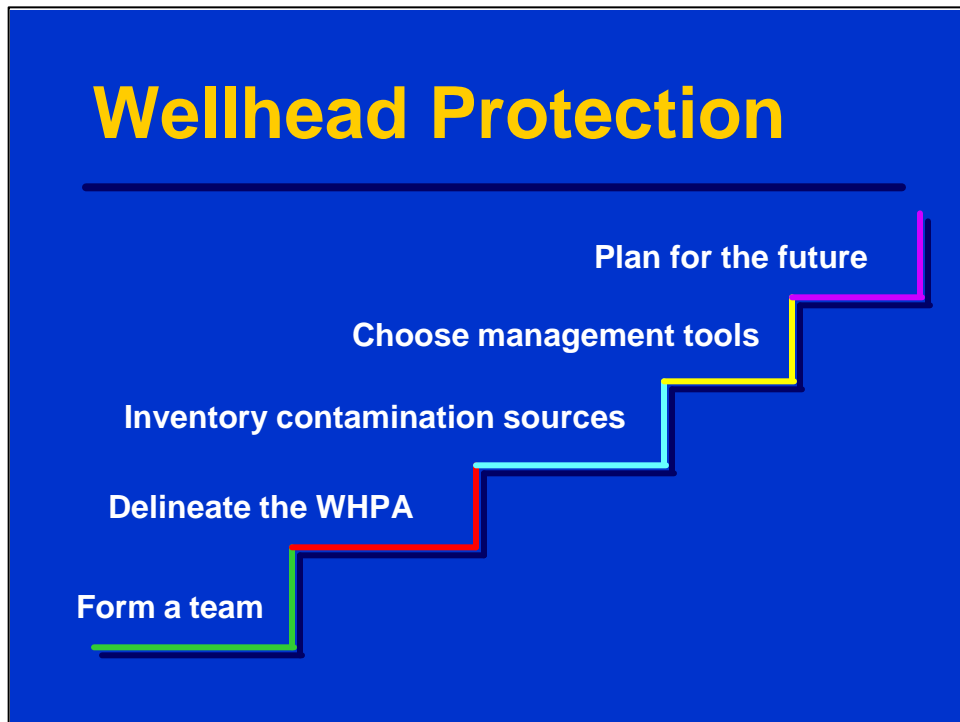 Wellhead Protection
Plan for the future
Choose management tools
Inventory contamination sources
Delineate the WHPA
Form a team